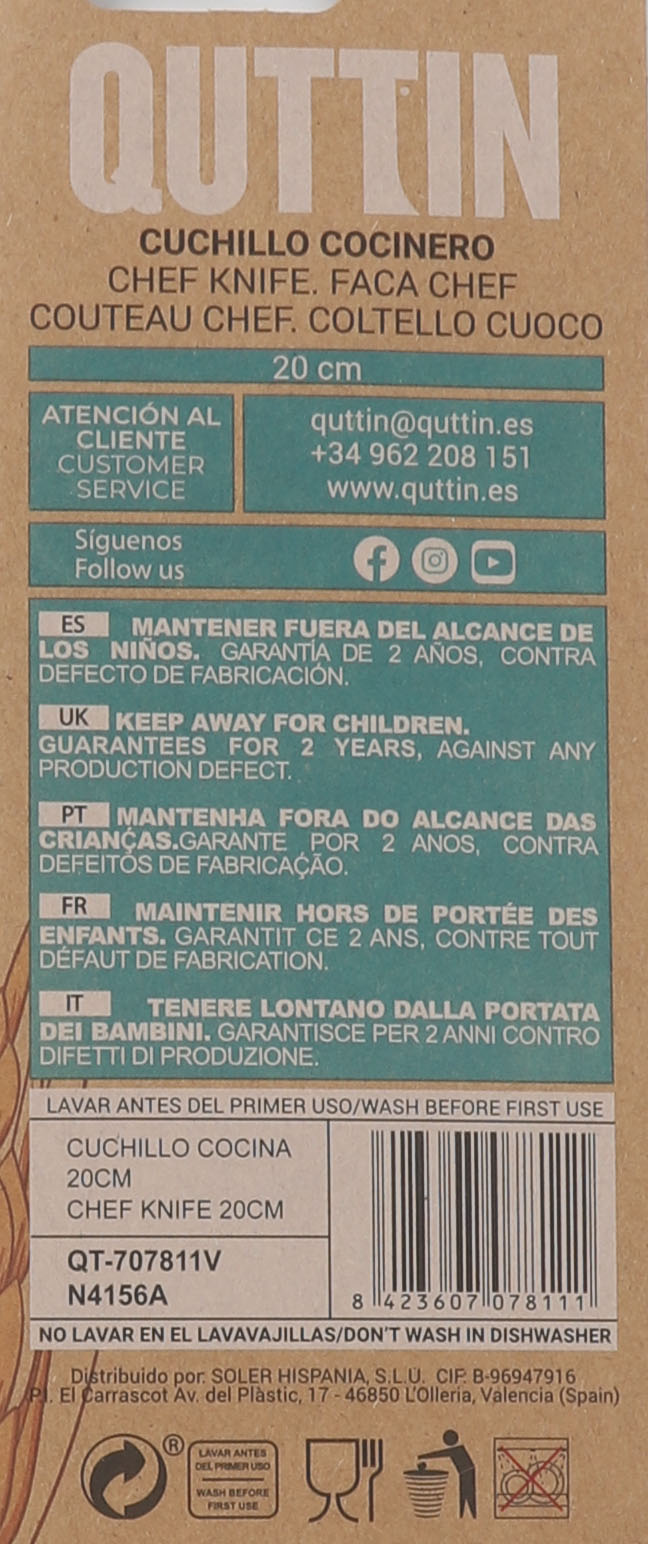 QUTTIN
CUCHILLO COCINERO
CHEF KNIFE. FACA CHEF
COUTEAU CHEF. COLTELLO CUOCO
20 cm
ATENCIÓN AL
CLIENTE
CUSTOMER
SERVICE
quttin@quttin.es
+34 962 208 151
www.quttin.es
Síguenos
Follow us
ES MANTENER FUERA DEL ALCANCE DE
LOS NIÑOS. GARANTÍA DE 2 AÑOS, CONTRA
DEFECTO DE FABRICACIÓN.
UK KEEP AWAY FOR CHILDREN.
GUARANTEES FOR 2 YEARS, AGAINST ANY
PRODUCTION DEFECT.
PT MANTENHA FORA DO ALCANCE DAS
CRIANÇAS.GARANTE POR 2 ANOS, CONTRA
DEFEITOS DE FABRICAÇÃO.
FR MAINTENIR HORS DE PORTÉE DES
ENFANTS. GARANTIT CE 2 ANS, CONTRE TOUT
DÉFAUT DE FABRICATION.
IT TENERE LONTANO DALLA PORTATA
DEI BAMBINI. GARANTISCE PER 2 ANNI CONTRO
DIFETTI DI PRODUZIONE.
LAVAR ANTES DEL PRIMER USO/WASH BEFORE FIRST USE
CUCHILLO COCINA
20CM
CHEF KNIFE 20CM
QT-707811V
N4156A
8 423607 078111
NO LAVAR EN EL LAVAVAJILLAS/DON'T WASH IN DISHWASHER
Distribuido por: SOLER HISPANIA, S.L.U. CIF: B-96947916
P.I. El Carrascot Av. del Plàstic, 17 - 46850 L'Olleria, Valencia (Spain)
®
LAVAR ANTES
DEL PRIMER USO
WASH BEFORE
FIRST USE